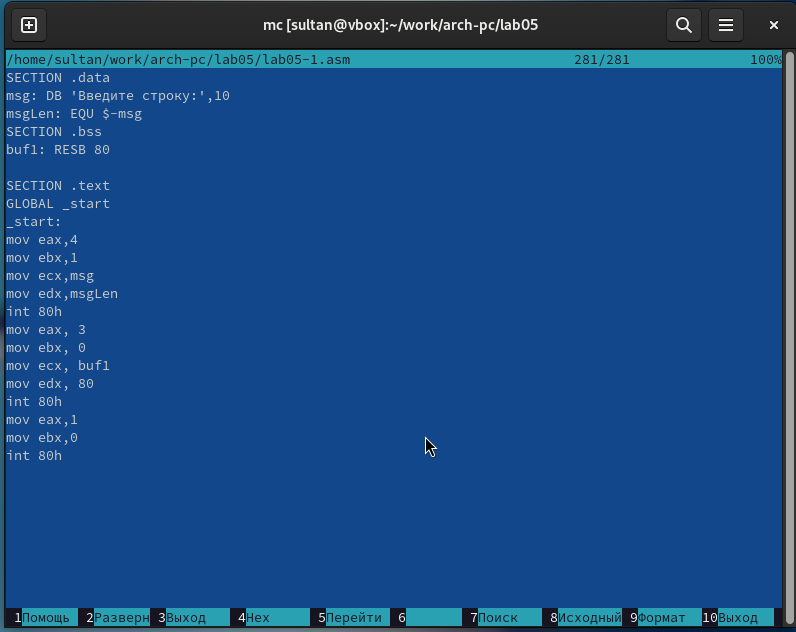 mc [sultan@vbox]:~/work/arch-pc/lab05
/home/sultan/work/arch-pc/lab05/lab05-1.asm 281/281 100%
SECTION .data
msg: DB 'Введите строку:',10
msgLen: EQU $-msg
SECTION .bss
buf1: RESB 80
SECTION .text
GLOBAL _start
_start:
mov eax,4
mov ebx,1
mov ecx,msg
mov edx,msgLen
int 80h
mov eax, 3
mov ebx, 0
mov ecx, buf1
mov edx, 80
int 80h
mov eax,1
mov ebx,0
int 80h
1Помощь 2Разверн 3Выход 4Hex 5Перейти 6 7Поиск 8Исходный 9Формат 10Выход